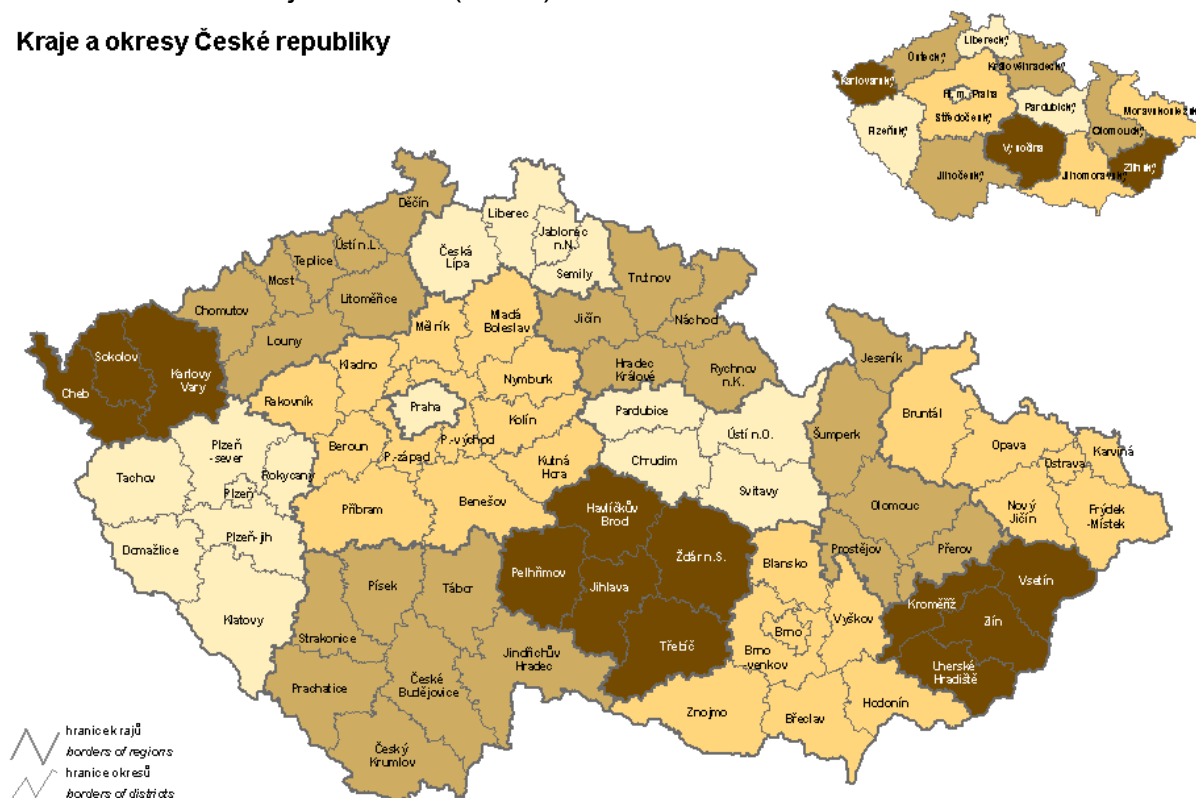 Kraje a okresy České republiky
Liberecký
Ústecký
Královéhradecký
Karlovarský
Hl. m. Praha
Pardubický
Středočeský
Plzeňský
Olomoucký
Vysočina
Zlínský
Jihočeský
Jihomoravský
Děčín
Liberec
Jablonec
n.N.
Ústí n.L.
Česká
Lípa
Teplice
Semily
Most
Trutnov
Litoměřice
Chomutov
Mladá
Boleslav
Mělník
Jičín
Náchod
Louny
Sokolov
Kladno
Jeseník
Karlovy
Vary
Hradec
Králové
Rychnov
n.K.
Cheb
Nymburk
Rakovník
Praha
Pardubice
Bruntál
Kolín
Plzeň
-sever
Beroun
P.-východ
Ústí n.O.
Šumperk
Opava
Karviná
P.-západ
Chrudim
Ostrava
Tachov
Rokycany
Kutná
Hora
Plzeň
Svitavy
Příbram
Benešov
Havlíčkův
Brod
Olomouc
Nový
Jičín
Frýdek
-Místek
Domažlice
Plzeň-jih
Prostějov
Přerov
Žďár n.S.
Blansko
Pelhřimov
Jihlava
Písek
Tábor
Vsetín
Kroměříž
Klatovy
Vyškov
Zlín
Strakonice
Brno
Třebíč
Jindřichův
Hradec
Brno
-venkov
Uherské
Hradiště
České
Budějovice
Prachatice
Hodonín
Znojmo
Břeclav
Český
Krumlov
hranice krajů
borders of regions
hranice okresů
borders of districts